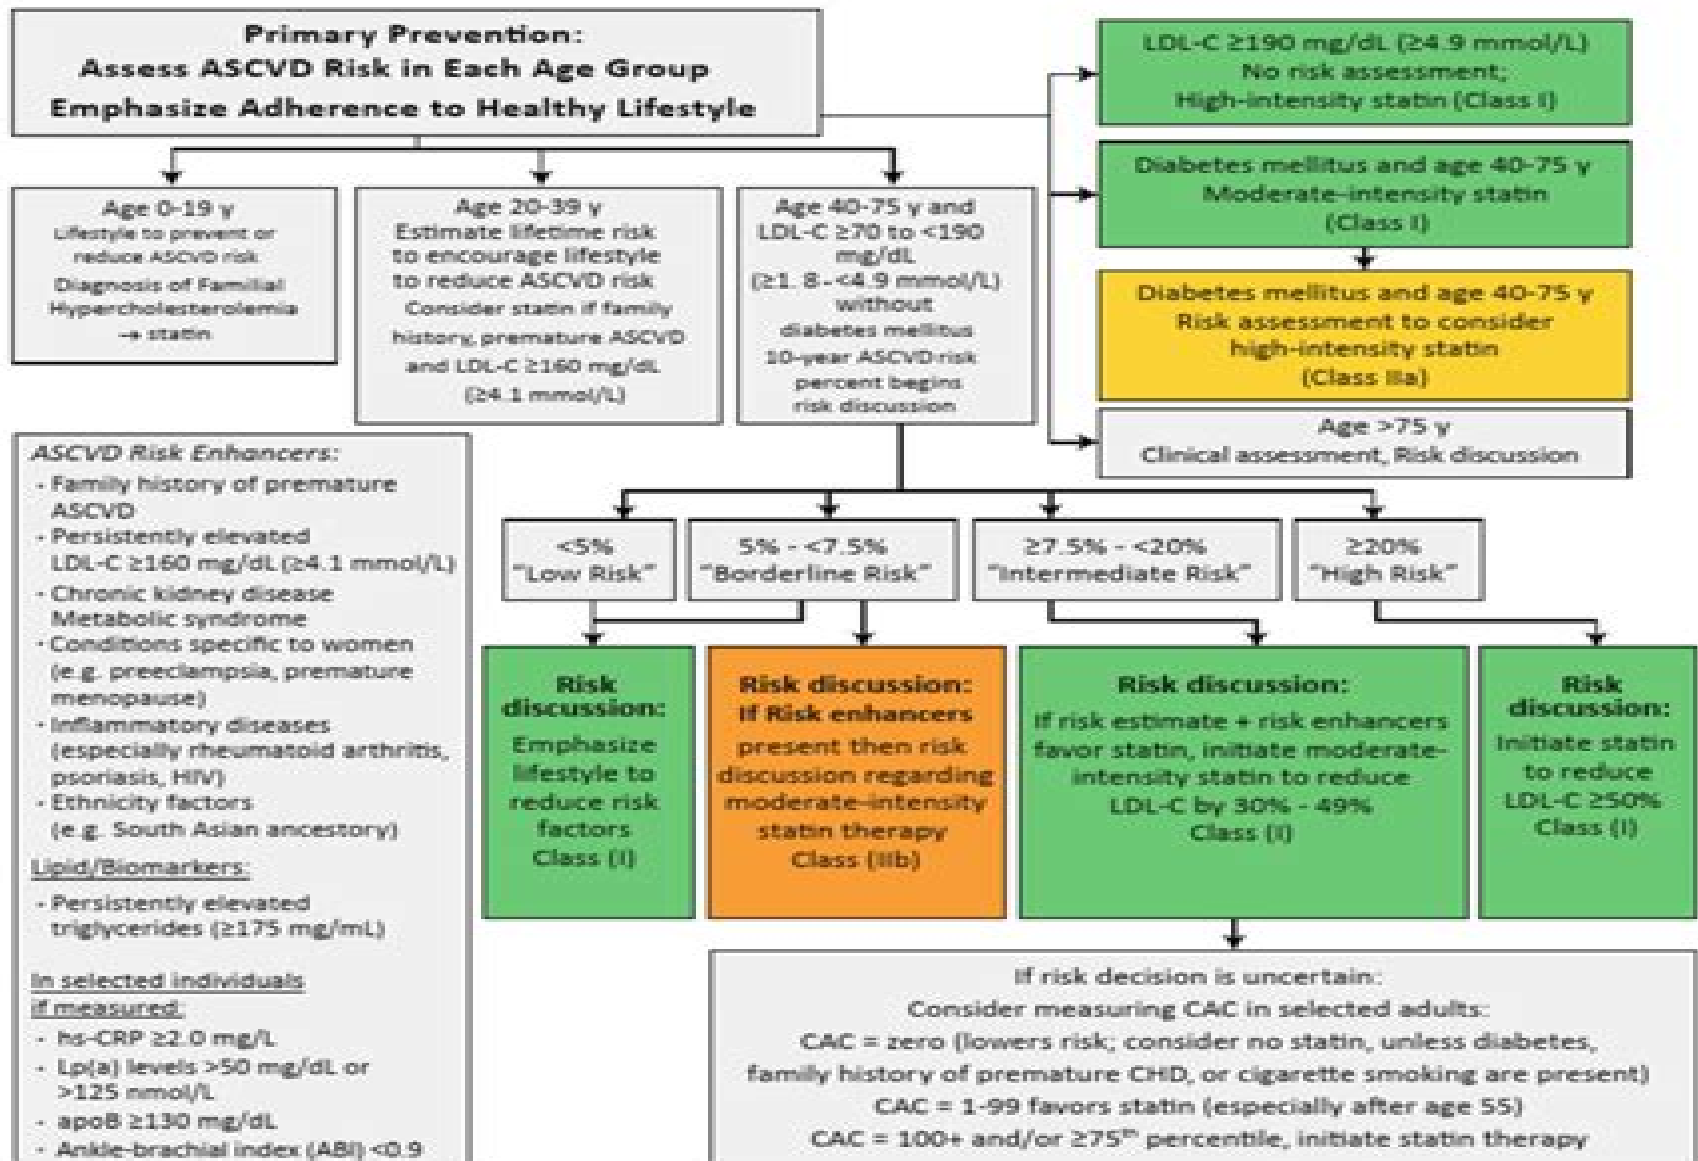 Primary Prevention:
Assess ASCVD Risk in Each Age Group
Emphasize Adherence to Healthy Lifestyle
LDL-C ≥190 mg/dL (≥4.9 mmol/L)
No risk assessment;
High-intensity statin (Class I)
Diabetes mellitus and age 40-75 y
Moderate-intensity statin
(Class I)
Diabetes mellitus and age 40-75 y
Risk assessment to consider
high-intensity statin
(Class IIa)
Age >75 y
Clinical assessment, Risk discussion
Age 0-19 y
Lifestyle to prevent or
reduce ASCVD risk
Diagnosis of Familial
Hypercholesterolemia
→ statin
Age 20-39 y
Estimate lifetime risk
to encourage lifestyle
to reduce ASCVD risk
Consider statin if family
history, premature ASCVD
and LDL-C ≥160 mg/dL
(≥4.1 mmol/L)
Age 40-75 y and
LDL-C ≥70 to <190
mg/dL
(≥1. 8-<4.9 mmol/L)
without
diabetes mellitus
10-year ASCVD risk
percent begins
risk discussion
ASCVD Risk Enhancers:
- Family history of premature
ASCVD
- Persistently elevated
LDL-C ≥160 mg/dL (≥4.1 mmol/L)
- Chronic kidney disease
Metabolic syndrome
- Conditions specific to women
(e.g. preeclampsia, premature
menopause)
- Inflammatory diseases
(especially rheumatoid arthritis,
psoriasis, HIV)
- Ethnicity factors
(e.g. South Asian ancestory)
Lipid/Biomarkers:
- Persistently elevated
triglycerides (≥175 mg/mL)
In selected individuals
if measured:
- hs-CRP ≥2.0 mg/L
- Lp(a) levels >50 mg/dL or
>125 nmol/L
- apoB ≥130 mg/dL
- Ankle-brachial index (ABI) <0.9
<5%
"Low Risk"
5% - <7.5%
"Borderline Risk"
≥7.5% - <20%
"Intermediate Risk"
≥20%
"High Risk"
Risk
discussion:
Emphasize
lifestyle to
reduce risk
factors
Class (I)
Risk discussion:
If Risk enhancers
present then risk
discussion regarding
moderate-intensity
statin therapy
Class (IIb)
Risk discussion:
If risk estimate + risk enhancers
favor statin, initiate moderate-
intensity statin to reduce
LDL-C by 30% - 49%
Class (I)
Risk
discussion:
Initiate statin
to reduce
LDL-C ≥50%
Class (I)
If risk decision is uncertain:
Consider measuring CAC in selected adults:
CAC = zero (lowers risk; consider no statin, unless diabetes,
family history of premature CHD, or cigarette smoking are present)
CAC = 1-99 favors statin (especially after age 55)
CAC = 100+ and/or ≥75th percentile, initiate statin therapy